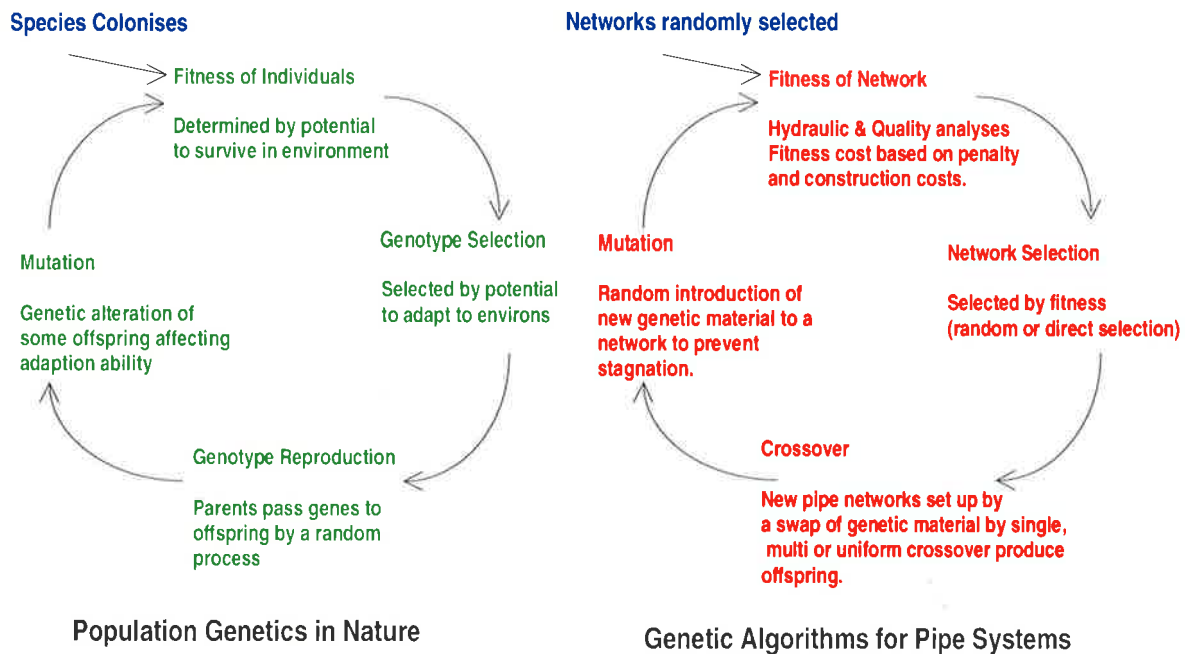 Species Colonises
Fitness of Individuals
Determined by potential
to survive in environment
Genotype Selection
Selected by potential
to adapt to environs
Genotype Reproduction
Parents pass genes to
offspring by a random
process
Mutation
Genetic alteration of
some offspring affecting
adaption ability
Population Genetics in Nature
Networks randomly selected
Fitness of Network
Hydraulic & Quality analyses
Fitness cost based on penalty
and construction costs.
Network Selection
Selected by fitness
(random or direct selection)
Crossover
New pipe networks set up by
a swap of genetic material by single,
multi or uniform crossover produce
offspring.
Mutation
Random introduction of
new genetic material to a
network to prevent
stagnation.
Genetic Algorithms for Pipe Systems